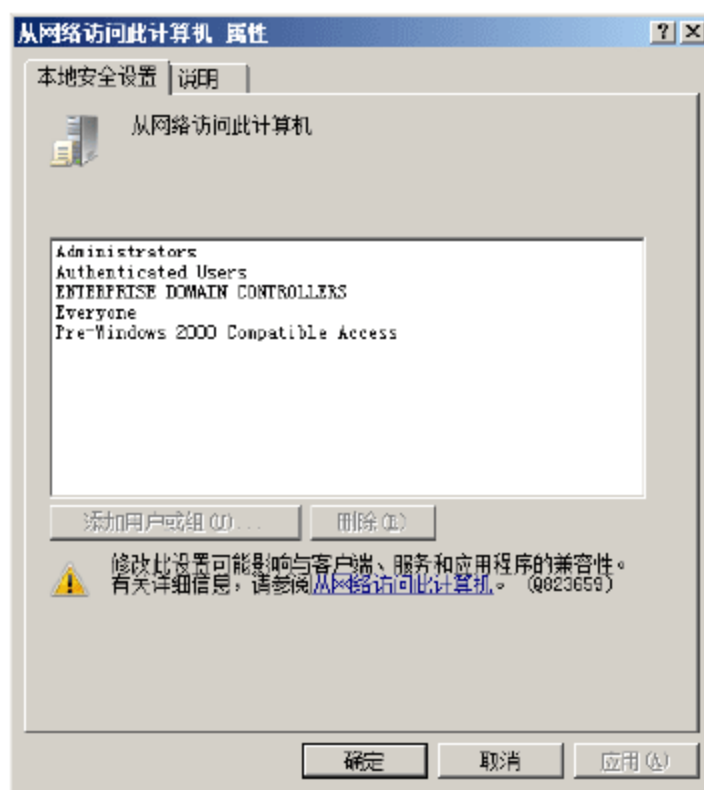 从网络访问此计算机 属性
本地安全设置 说明
从网络访问此计算机
Administrators
Authenticated Users
ENTERPRISE DOMAIN CONTROLLERS
Everyone
Pre-Windows 2000 Compatible Access
添加用户或组(U)... 删除(R)
修改此设置可能影响与客户端、服务和应用程序的兼容性。
有关详细信息，请参阅从网络访问此计算机。 (Q823659)
确定 取消 应用(A)